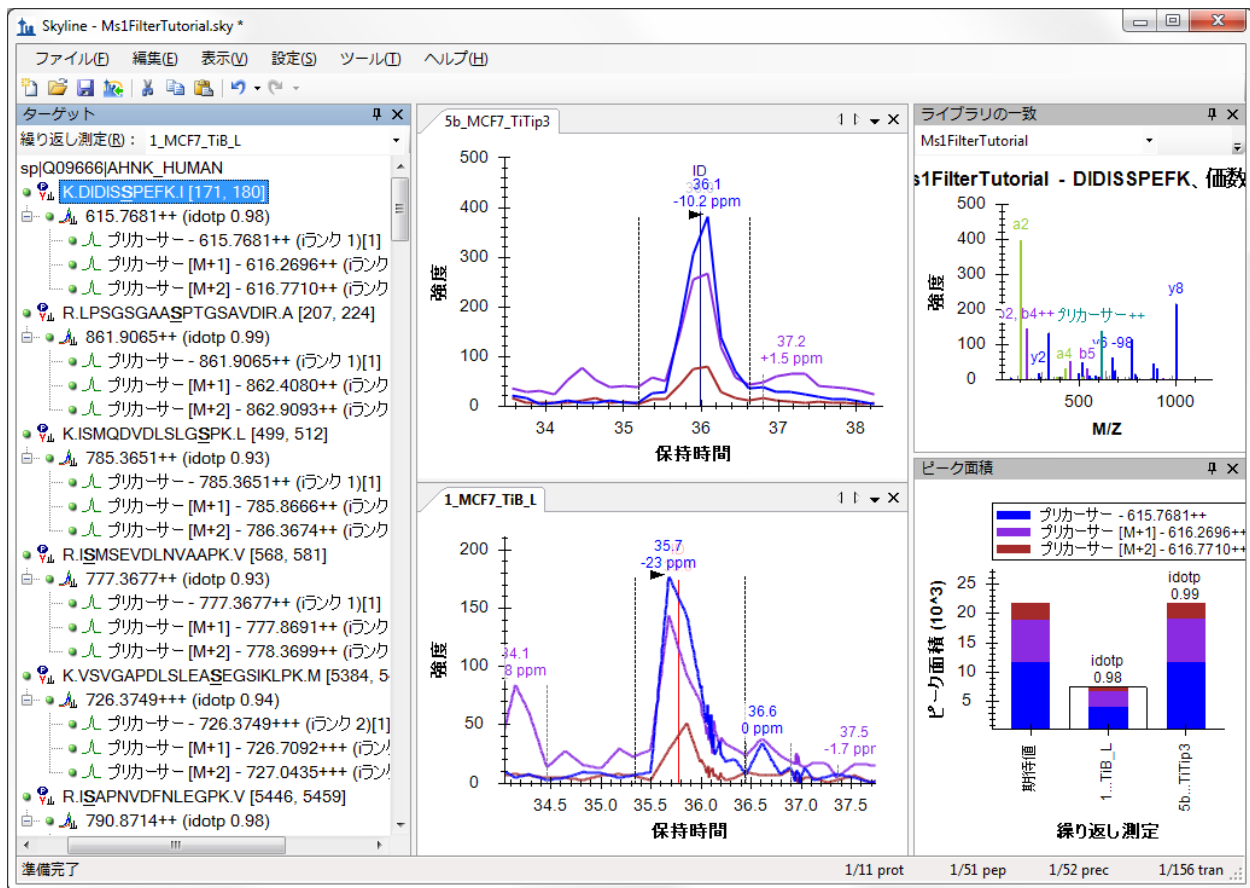 Skyline - Ms1FilterTutorial.sky *
ファイル(F) 編集(E) 表示(V) 設定(S) ツール(T) ヘルプ(H)
ターゲット
繰り返し測定(R)： 1_MCF7_TiB_L
sp|Q09666|AHNK_HUMAN
K.DIDISSPEFK.I [171, 180]
615.7681++ (idotp 0.98)
プリカーサー - 615.7681++ (iランク 1)[1]
プリカーサー [M+1] - 616.2696++ (iランク
プリカーサー [M+2] - 616.7710++ (iランク
R.LPSGSGAASPTGSAVDIR.A [207, 224]
861.9065++ (idotp 0.99)
プリカーサー - 861.9065++ (iランク 1)[1]
プリカーサー [M+1] - 862.4080++ (iランク
プリカーサー [M+2] - 862.9093++ (iランク
K.ISMQDVDLSLGSPK.L [499, 512]
785.3651++ (idotp 0.93)
プリカーサー - 785.3651++ (iランク 1)[1]
プリカーサー [M+1] - 785.8666++ (iランク
プリカーサー [M+2] - 786.3674++ (iランク
R.ISMSEVDLNVAAPK.V [568, 581]
777.3677++ (idotp 0.93)
プリカーサー - 777.3677++ (iランク 1)[1]
プリカーサー [M+1] - 777.8691++ (iランク
プリカーサー [M+2] - 778.3699++ (iランク
K.VSVGAPDLSLEASEGSIKLPK.M [5384, 5
726.3749+++ (idotp 0.94)
プリカーサー - 726.3749+++ (iランク 2)[1]
プリカーサー [M+1] - 726.7092+++ (iラン
プリカーサー [M+2] - 727.0435+++ (iラン
R.ISAPNVDFNLEGPK.V [5446, 5459]
790.8714++ (idotp 0.98)
5b_MCF7_TiTip3
500
400
300
200
100
0
強度
ID
36.1
-10.2 ppm
37.2
+1.5 ppm
34 35 36 37 38
保持時間
1_MCF7_TiB_L
200
150
100
50
0
強度
35.7
-23 ppm
34.1
8 ppm
36.6
0 ppm
37.5
-1.7 ppr
34.5 35.0 35.5 36.0 36.5 37.0 37.5
保持時間
ライブラリの一致
Ms1FilterTutorial
s1FilterTutorial - DIDISSPEFK、価数
500
400
300
200
100
0
強度
a2
b4++
プリカーサー++
y2
a4
b5
y6 -98
y8
500 1000
M/Z
ピーク面積
プリカーサー - 615.7681++
プリカーサー [M+1] - 616.2696++
プリカーサー [M+2] - 616.7710++
ピーク面積 (10^3)
25
20
15
10
5
idotp
0.98
idotp
0.99
期待値
1...TiB_L
5b...TiTip3
繰り返し測定
準備完了
1/11 prot 1/51 pep 1/52 prec 1/156 tran